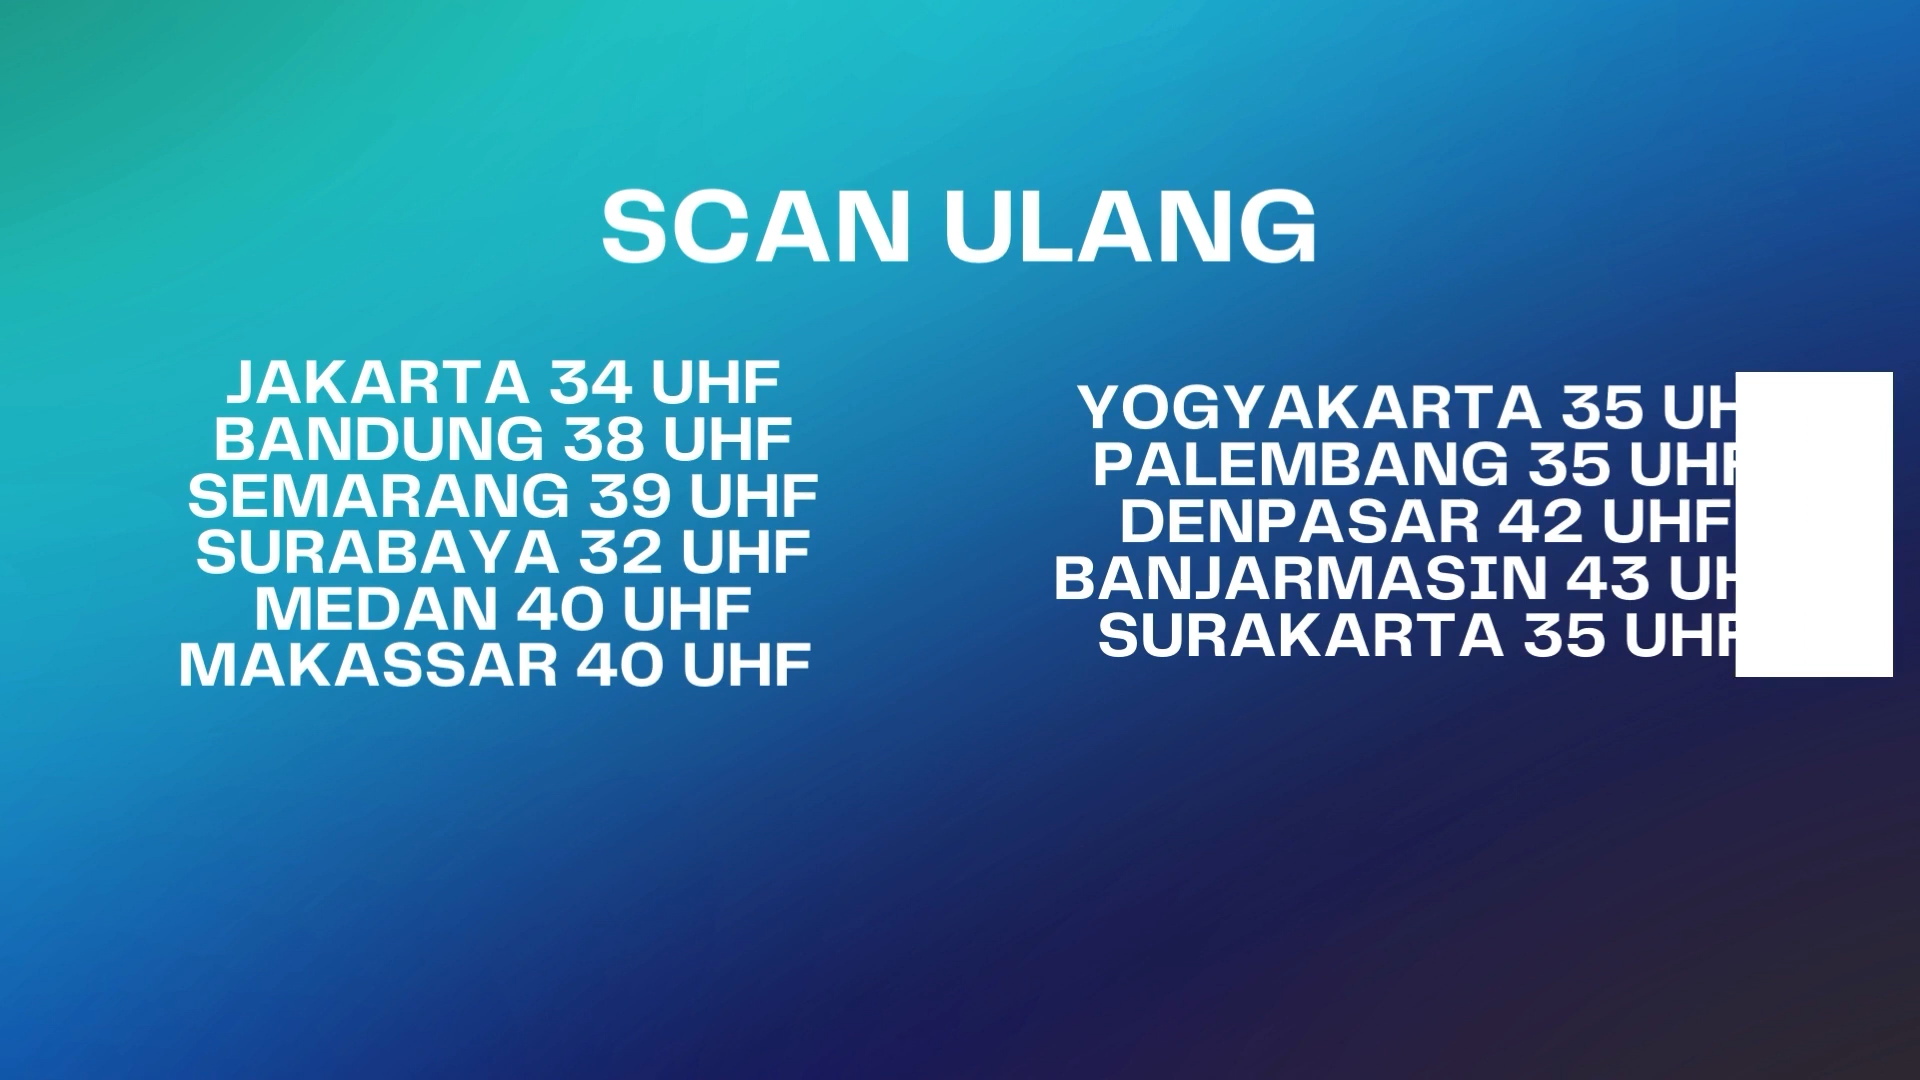 SCAN ULANG
JAKARTA 34 UHF
BANDUNG 38 UHF
SEMARANG 39 UHF
SURABAYA 32 UHF
MEDAN 40 UHF
MAKASSAR 40 UHF
YOGYAKARTA 35
PALEMBANG 35 UHF
DENPASAR 42 UHF
BANJARMASIN 43
SURAKARTA 35 UHF